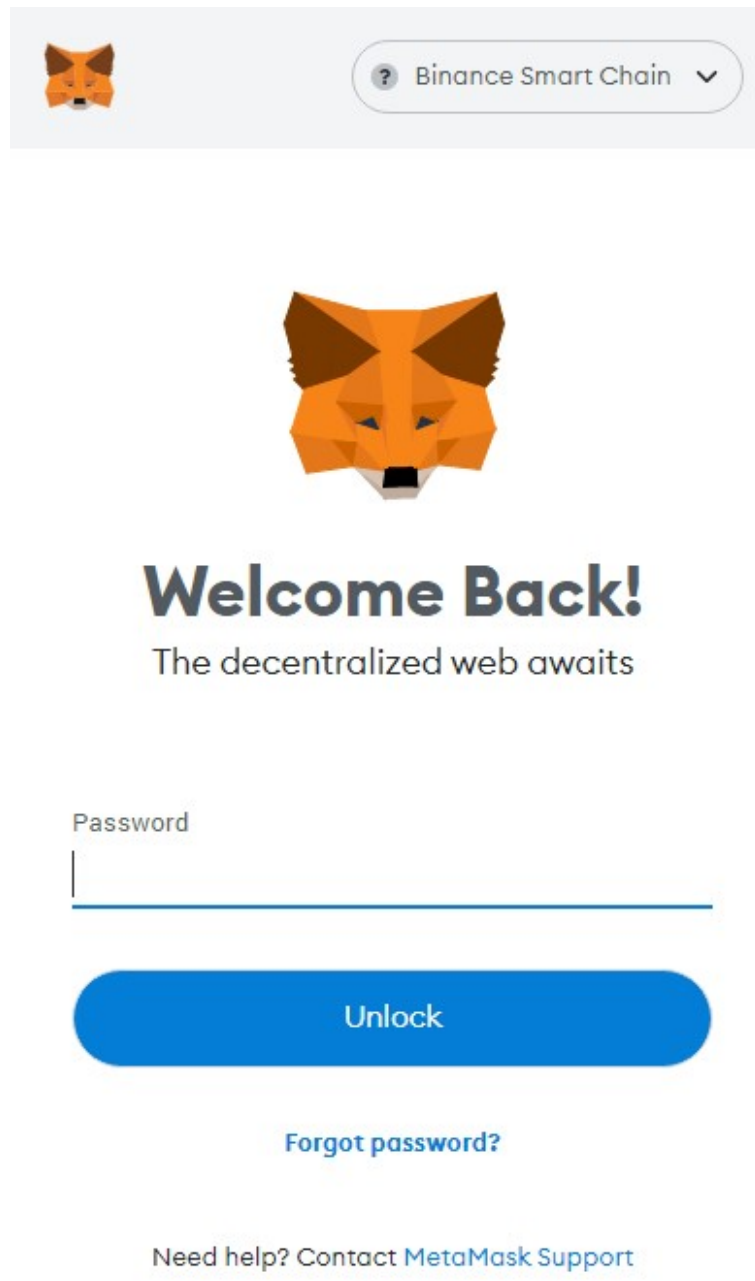 Binance Smart Chain
Welcome Back!
The decentralized web awaits
Password
Unlock
Forgot password?
Need help? Contact MetaMask Support